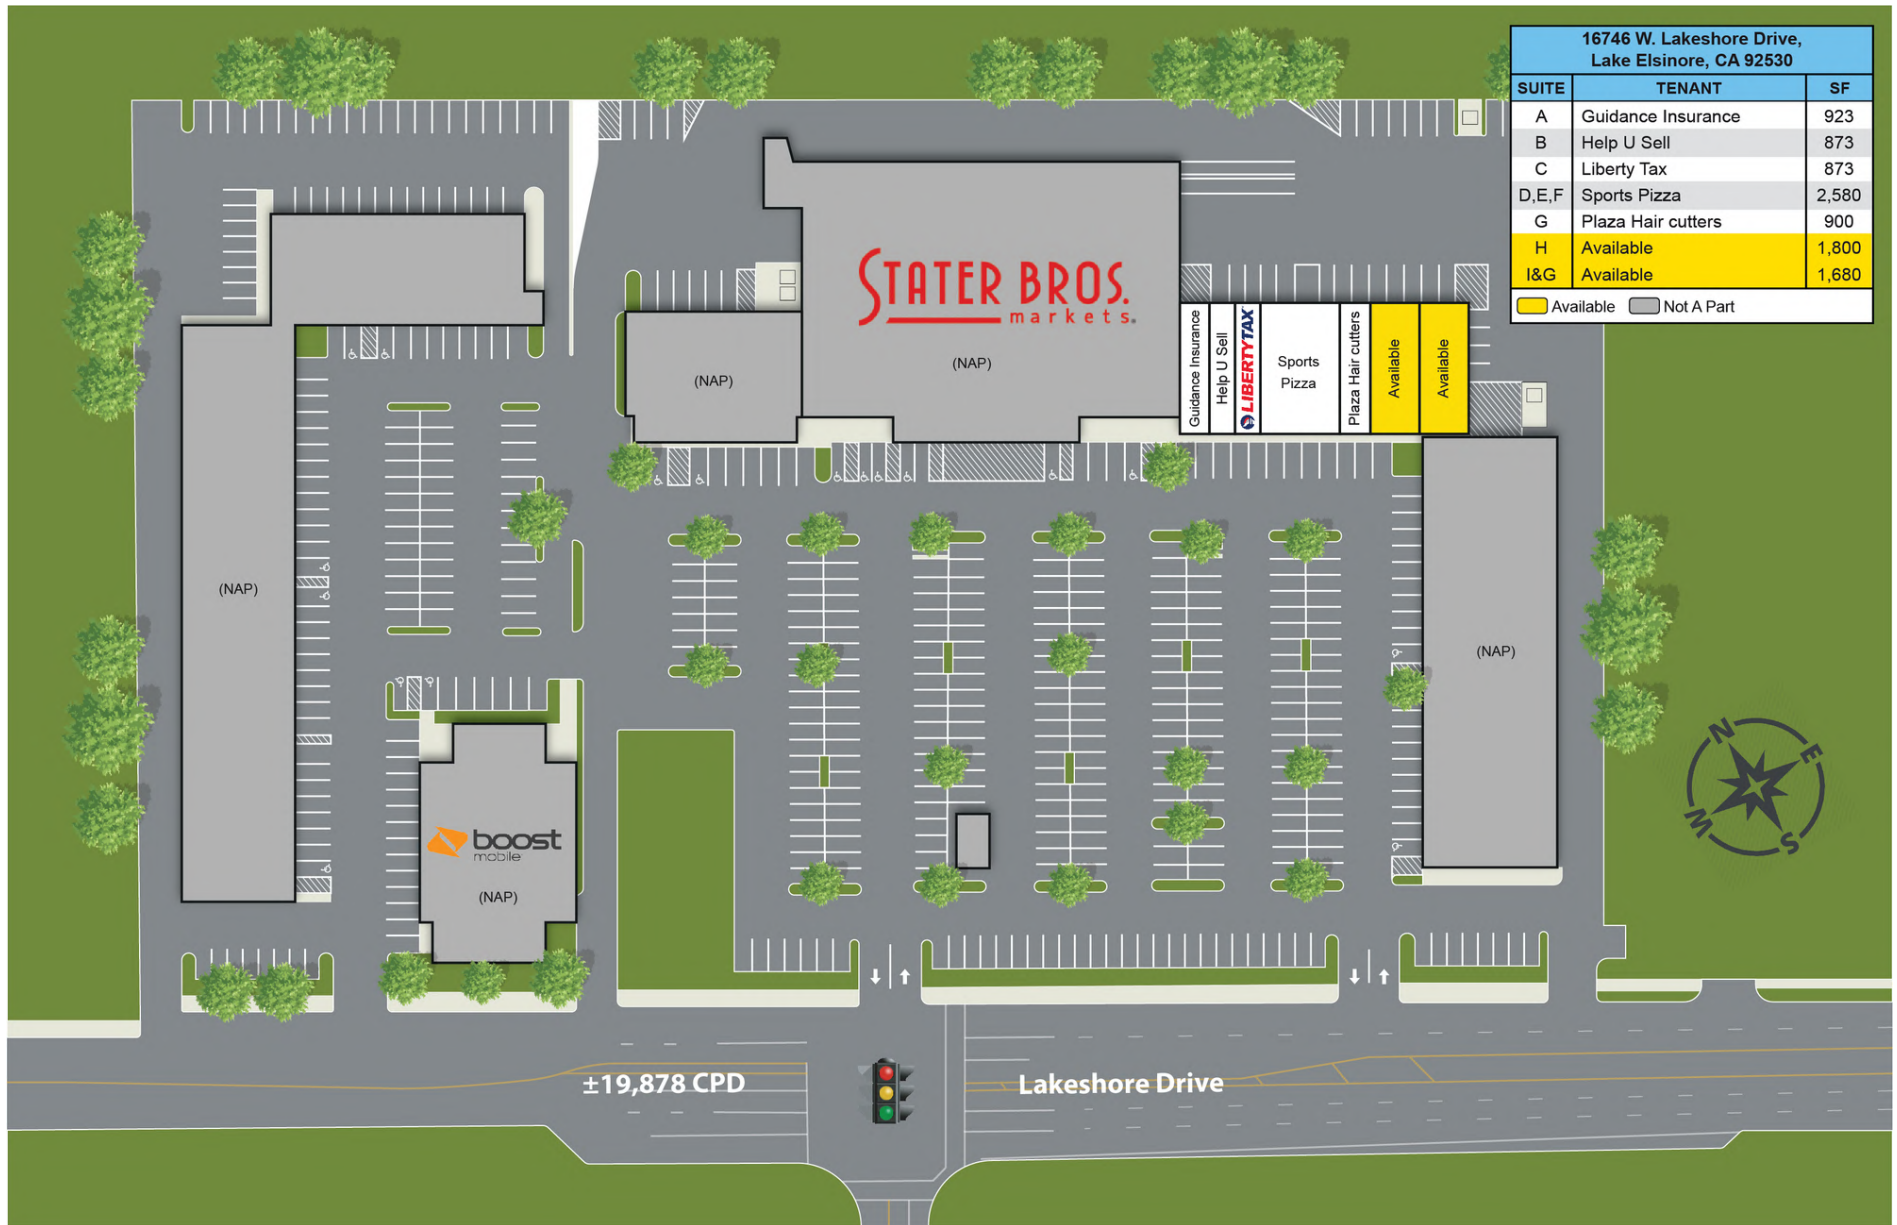 16746 W. Lakeshore Drive,
Lake Elsinore, CA 92530
SUITE TENANT SF
A Guidance Insurance 923
B Help U Sell 873
C Liberty Tax 873
D,E,F Sports Pizza 2,580
G Plaza Hair cutters 900
H Available 1,800
I&G Available 1,680
Available Not A Part
STATER BROS.
markets.
(NAP)
(NAP)
Guidance Insurance
Help U Sell
LIBERTY TAX
Sports
Pizza
Plaza Hair cutters
Available
Available
(NAP)
(NAP)
N
E
S
W
boost
mobile
(NAP)
±19,878 CPD
Lakeshore Drive